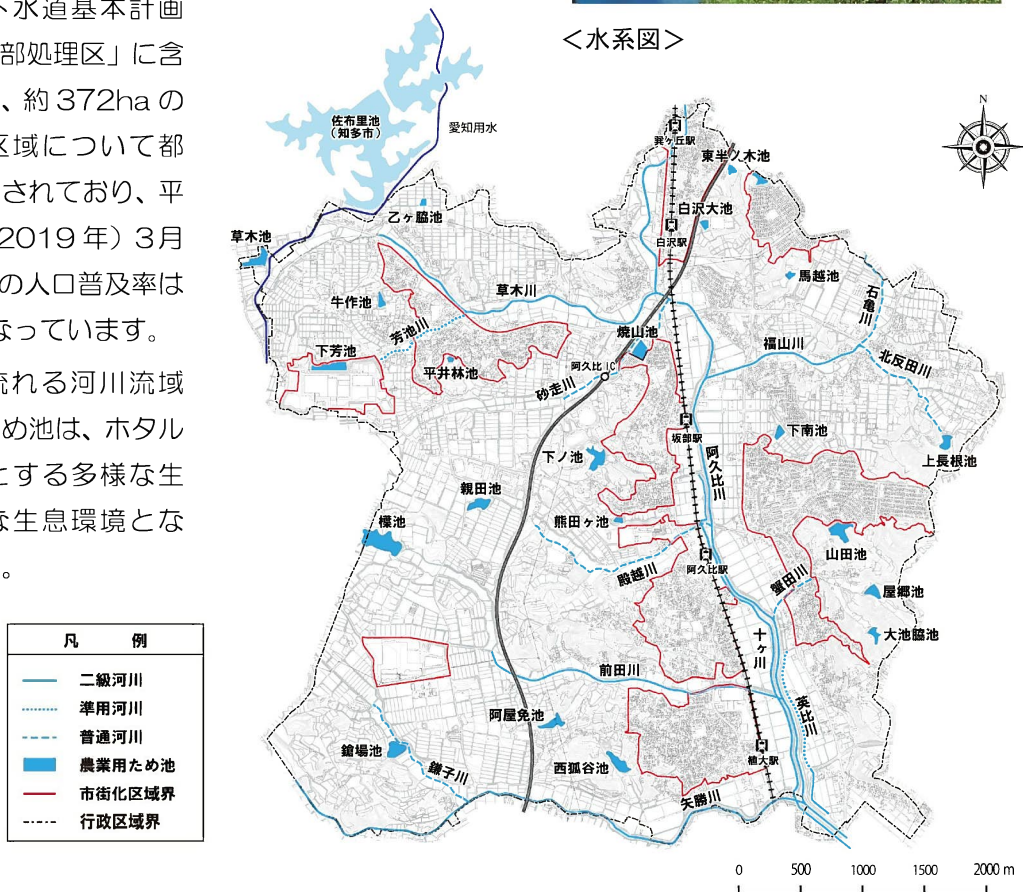 水道基本計画
部処理区」に含
、約372haの
区域について都
されており、平
2019年）3月
の人口普及率は
なっています。
流れる河川流域
め池は、ホタル
とする多様な生
な生息環境とな
。
＜水系図＞
佐布里池
（知多市）
愛知用水
N
巽ヶ丘駅
東半ノ木池
乙ヶ脇池
白沢大池
白沢駅
草木池
馬越池
牛作池
草木川
石亀川
芳池川
焼山池
福山川
下芳池
平井林池
阿久比IC
北反田川
砂走川
坂部駅
下南池
上長根池
下ノ池
阿久比川
親田池
樺池
熊田ヶ池
山田池
殿越川
阿久比駅
蟹田川
屋郷池
大池脇池
十ヶ川
前田川
英比川
阿屋免池
鎗場池
西狐谷池
植大駅
鎌子川
矢勝川
凡 例
二級河川
準用河川
普通河川
農業用ため池
市街化区域界
行政区域界
0 500 1000 1500 2000 m